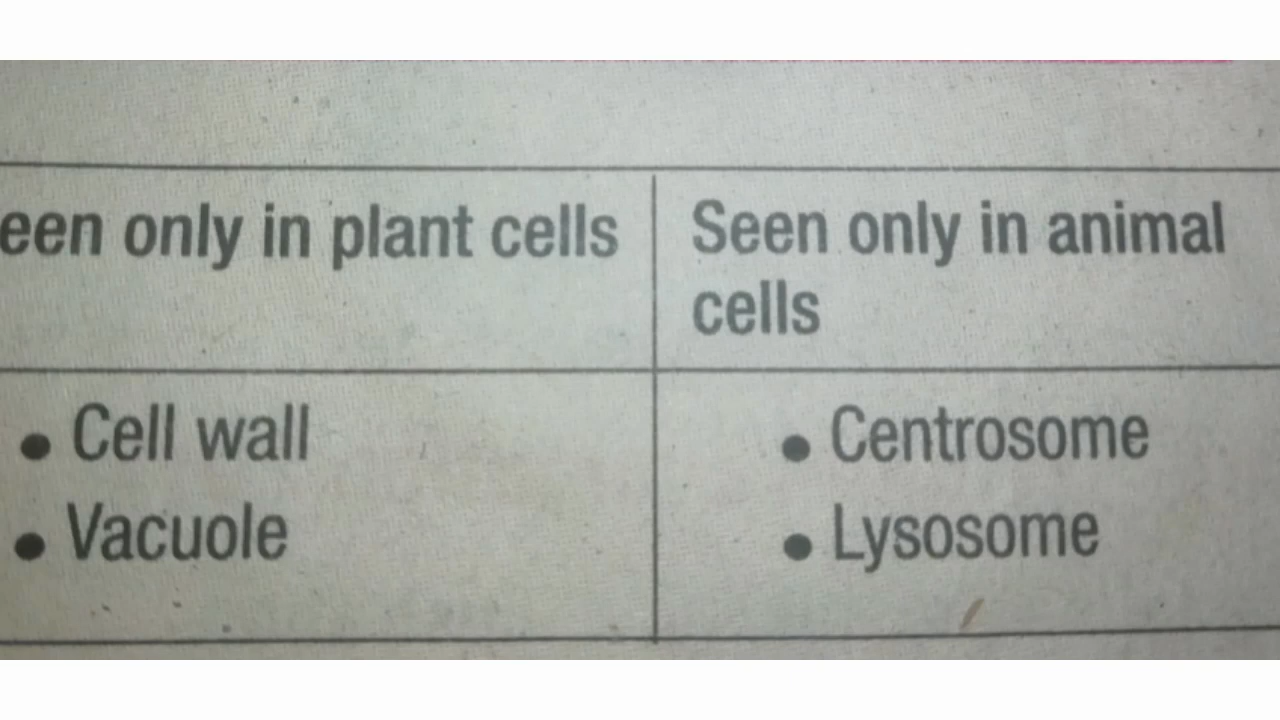 een only in plant cells
Seen only in animal
cells
• Cell wall
• Vacuole
• Centrosome
• Lysosome